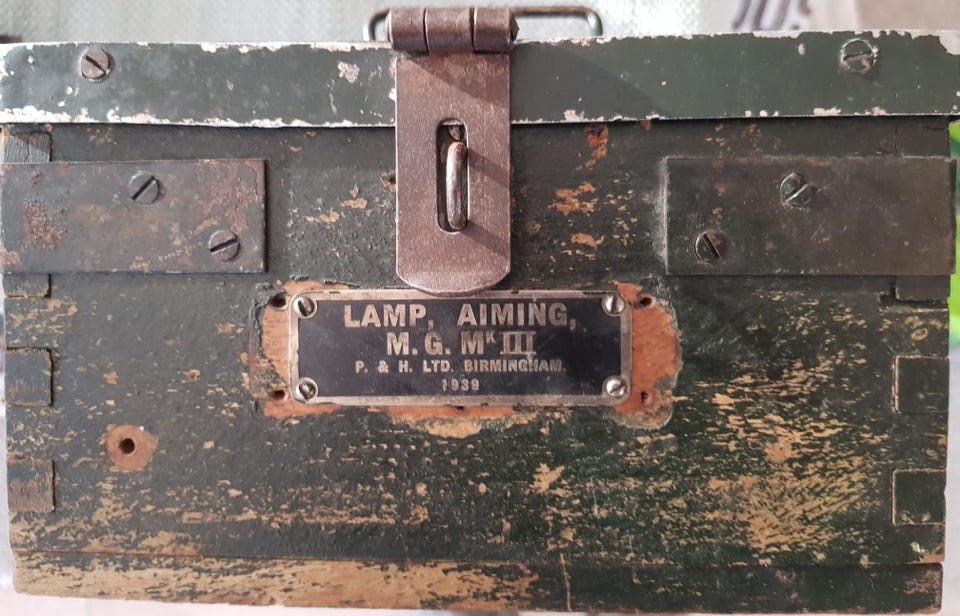 LAMP, AIMING,
M. G. Mᴷ III
P. & H. LTD. BIRMINGHAM.
1939